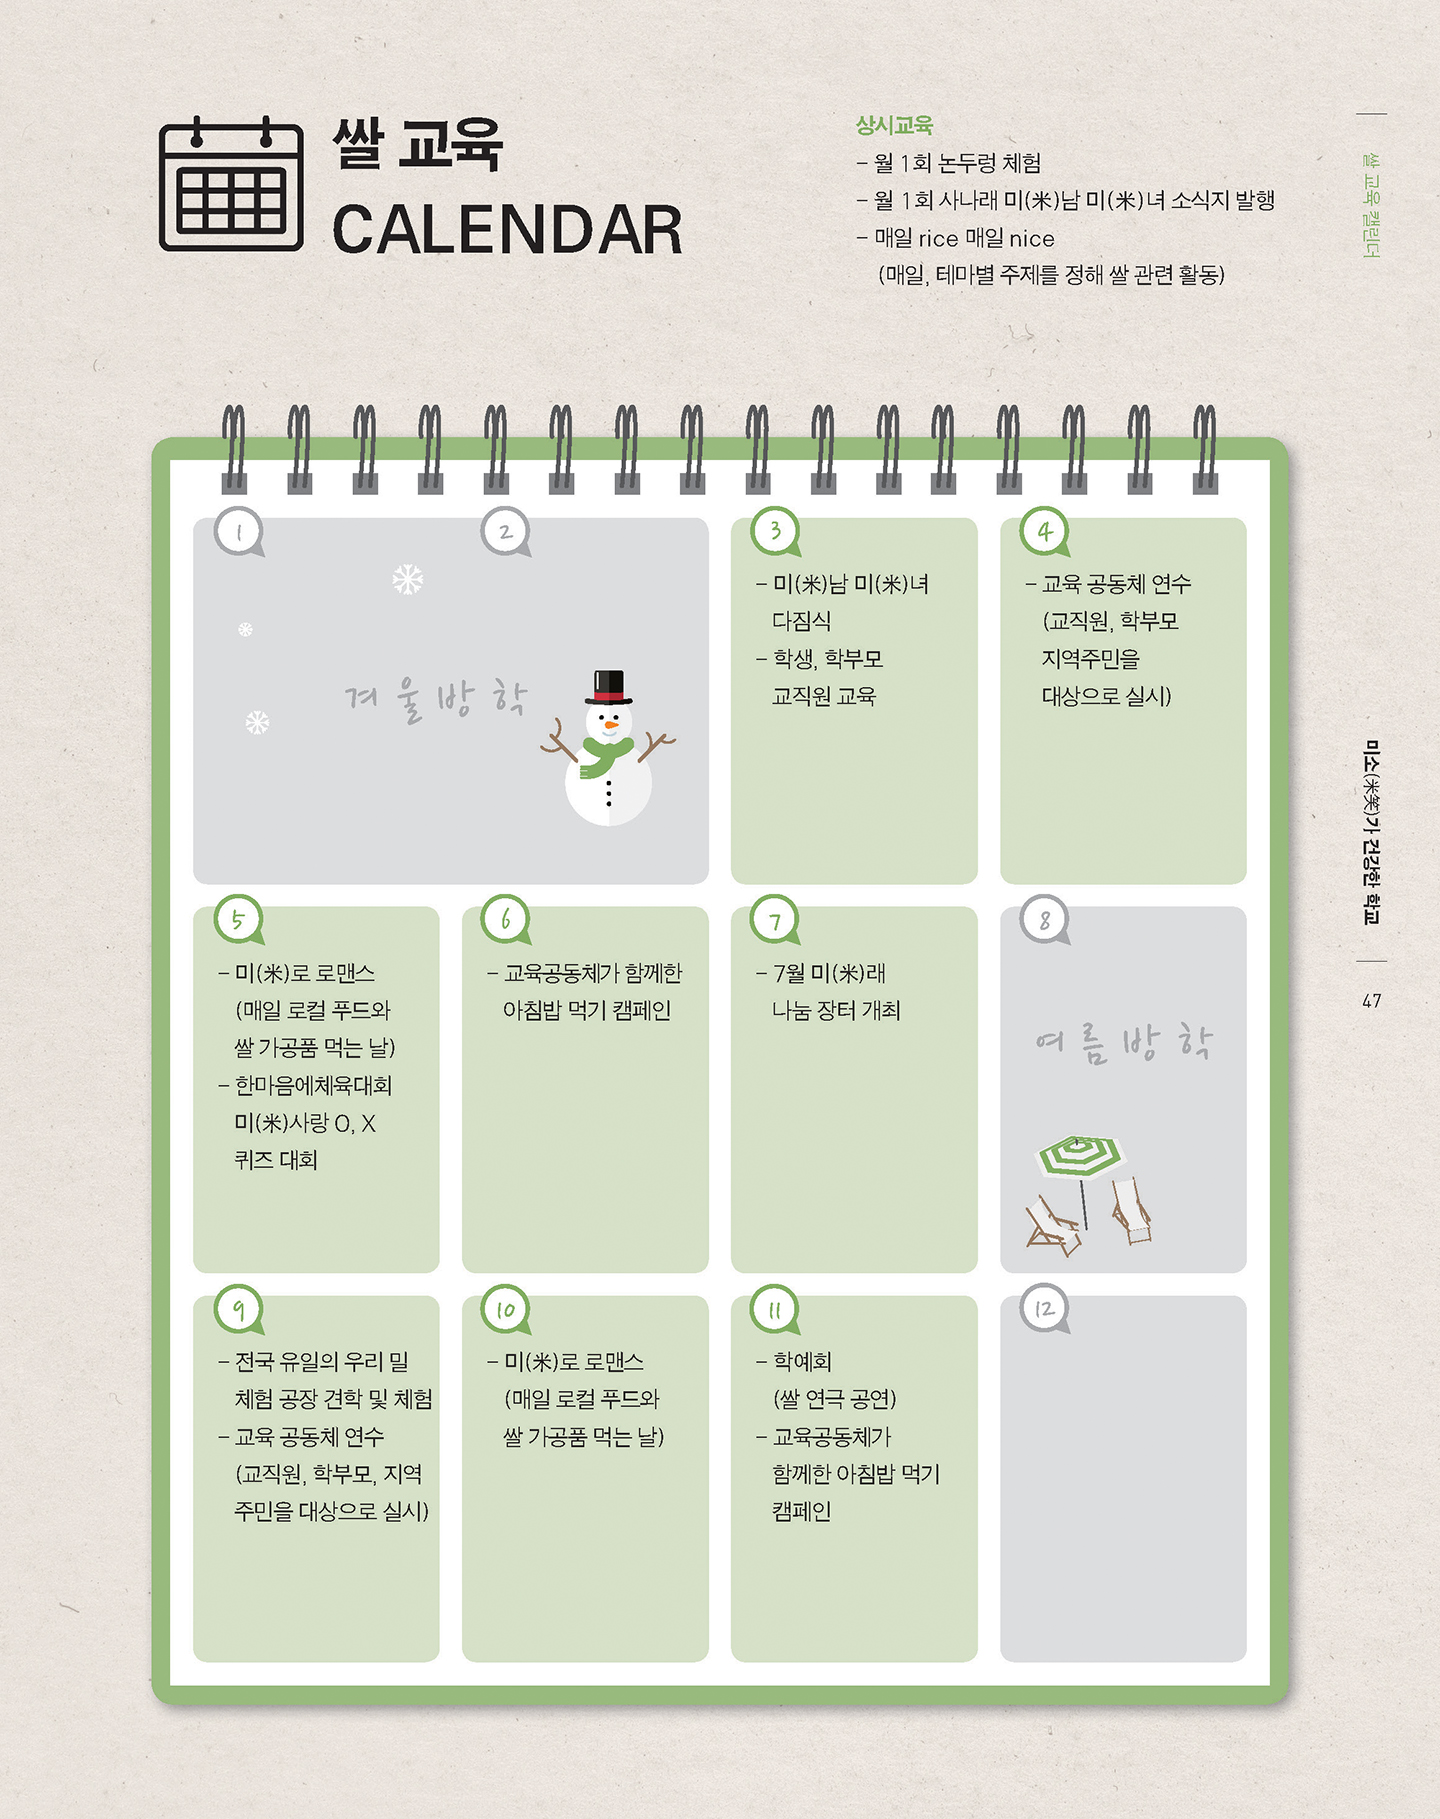 쌀 교육
CALENDAR
상시교육
– 월 1회 논두렁 체험
– 월 1회 사나래 미(米)남 미(米)녀 소식지 발행
– 매일 rice 매일 nice
(매일, 테마별 주제를 정해 쌀 관련 활동)
쌀 교육 캘린더
1
2
겨울방학
3
– 미(米)남 미(米)녀
다짐식
– 학생, 학부모
교직원 교육
4
– 교육 공동체 연수
(교직원, 학부모
지역주민을
대상으로 실시)
5
– 미(米)로 로맨스
(매일 로컬 푸드와
쌀 가공품 먹는 날)
– 한마음에체육대회
미(米)사랑 O, X
퀴즈 대회
6
– 교육공동체가 함께한
아침밥 먹기 캠페인
7
– 7월 미(米)래
나눔 장터 개최
8
여름방학
9
– 전국 유일의 우리 밀
체험 공장 견학 및 체험
– 교육 공동체 연수
(교직원, 학부모, 지역
주민을 대상으로 실시)
10
– 미(米)로 로맨스
(매일 로컬 푸드와
쌀 가공품 먹는 날)
11
– 학예회
(쌀 연극 공연)
– 교육공동체가
함께한 아침밥 먹기
캠페인
12
미소(米笑)가 건강한 학교
47